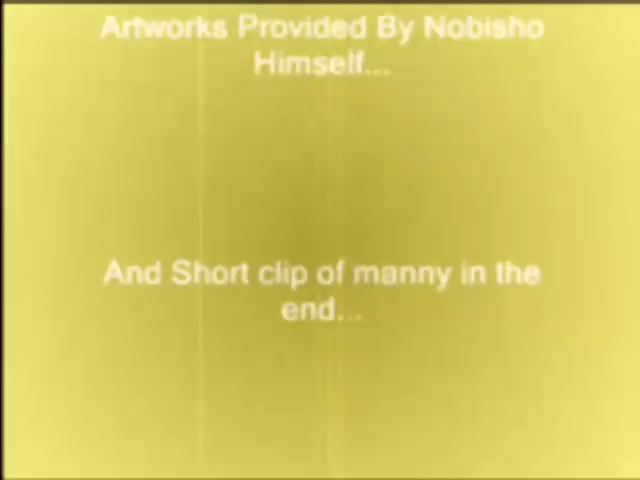 Artworks Provided By Nobisho
Himself...
And Short clip of manny in the
end...